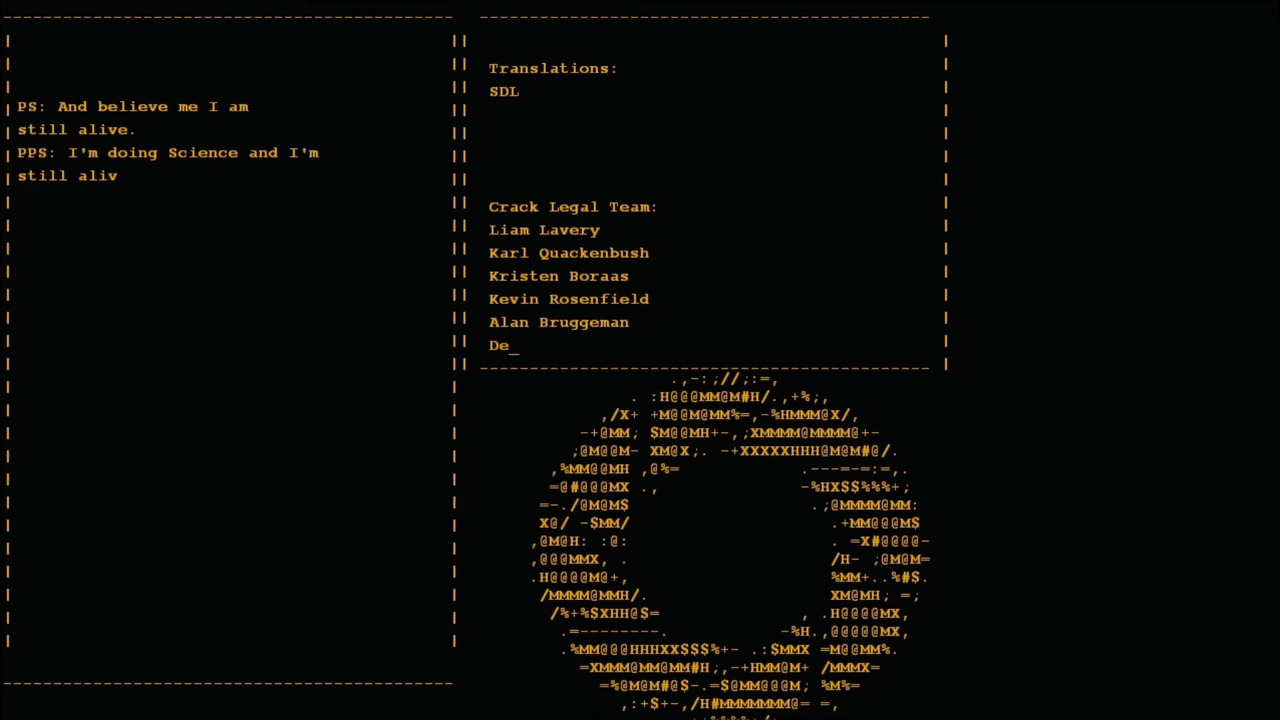 PS: And believe me I am
still alive.
PPS: I'm doing Science and I'm
still aliv
Translations:
SDL
Crack Legal Team:
Liam Lavery
Karl Quackenbush
Kristen Boraas
Kevin Rosenfield
Alan Bruggeman
De_